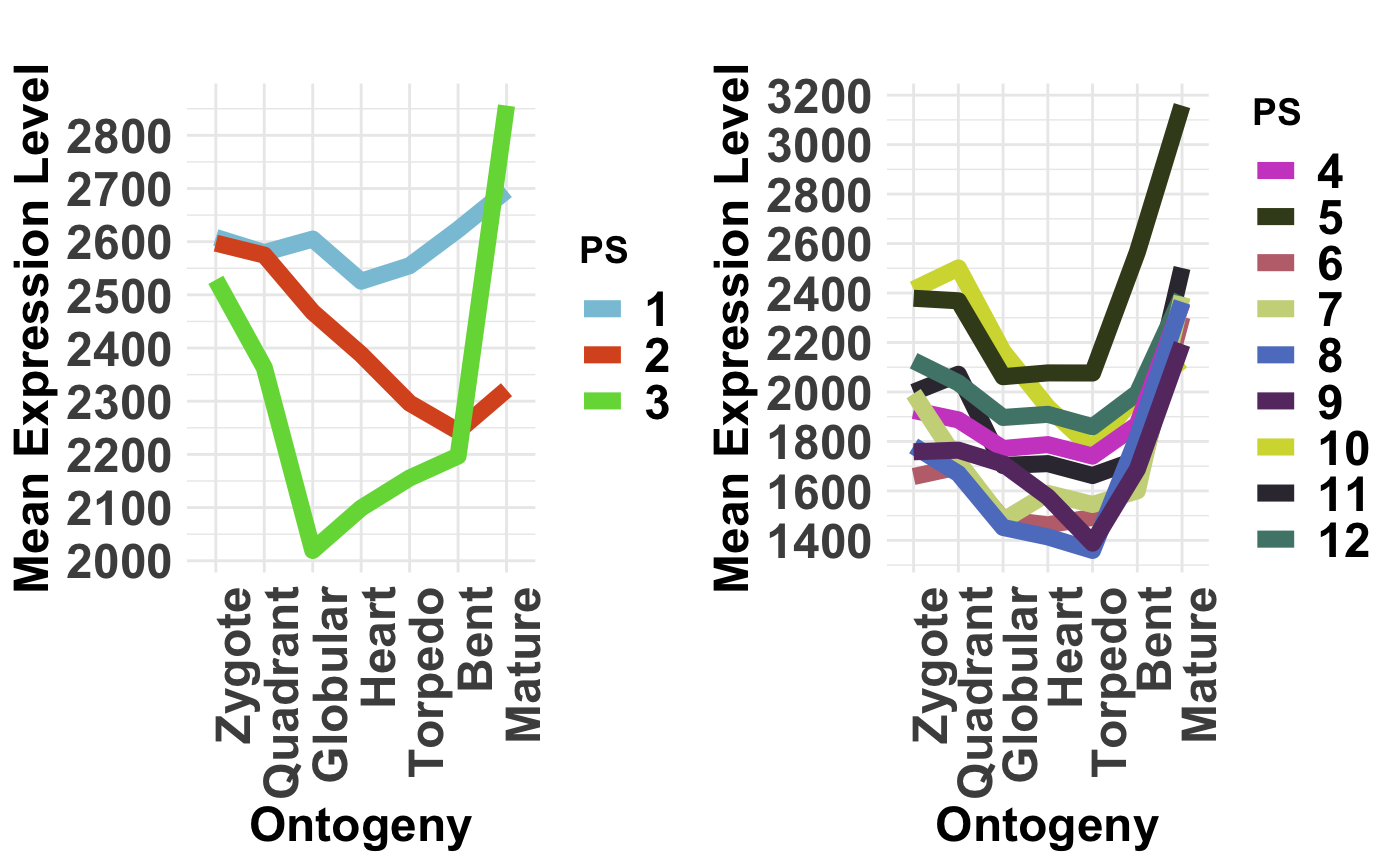 Mean Expression Level
2800
2700
2600
2500
2400
2300
2200
2100
2000
Zygote
Quadrant
Globular
Heart
Torpedo
Bent
Mature
Ontogeny
PS
1
2
3
Mean Expression Level
3200
3000
2800
2600
2400
2200
2000
1800
1600
1400
Zygote
Quadrant
Globular
Heart
Torpedo
Bent
Mature
Ontogeny
PS
4
5
6
7
8
9
10
11
12